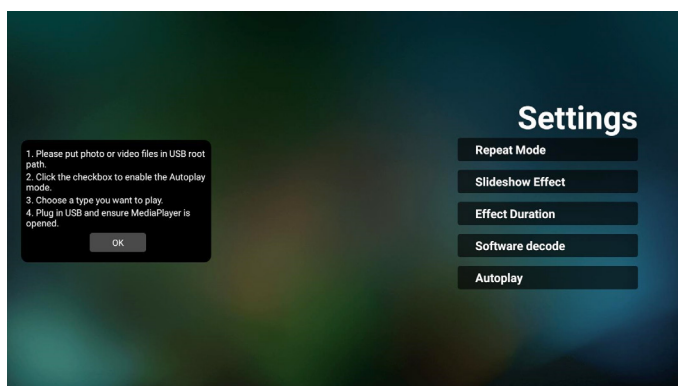 1. Please put photo or video files in USB root
path.
2. Click the checkbox to enable the Autoplay
mode.
3. Choose a type you want to play.
4. Plug in USB and ensure MediaPlayer is
opened.
OK
Settings
Repeat Mode
Slideshow Effect
Effect Duration
Software decode
Autoplay